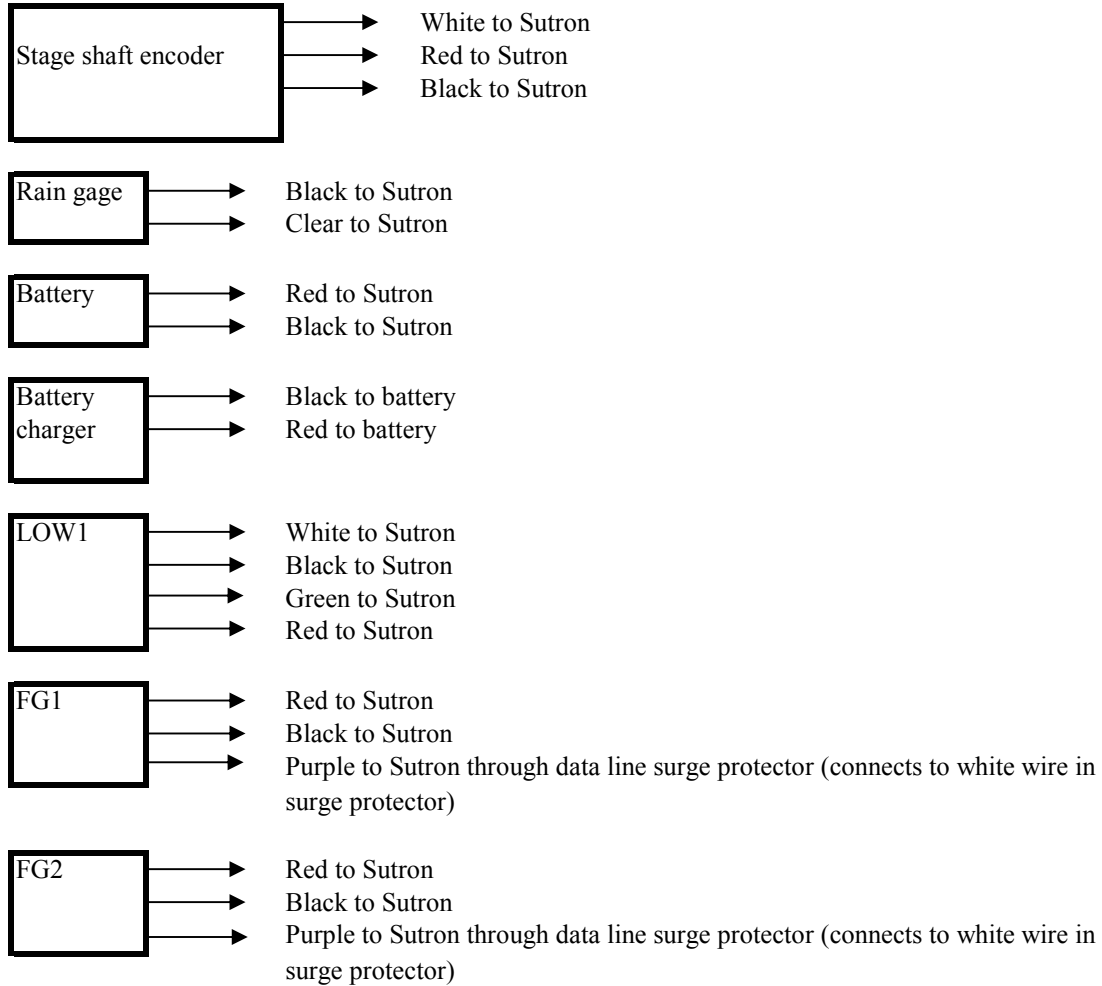 Stage shaft encoder
White to Sutron
Red to Sutron
Black to Sutron
Rain gage
Black to Sutron
Clear to Sutron
Battery
Red to Sutron
Black to Sutron
Battery
charger
Black to battery
Red to battery
LOW1
White to Sutron
Black to Sutron
Green to Sutron
Red to Sutron
FG1
Red to Sutron
Black to Sutron
Purple to Sutron through data line surge protector (connects to white wire in
surge protector)
FG2
Red to Sutron
Black to Sutron
Purple to Sutron through data line surge protector (connects to white wire in
surge protector)